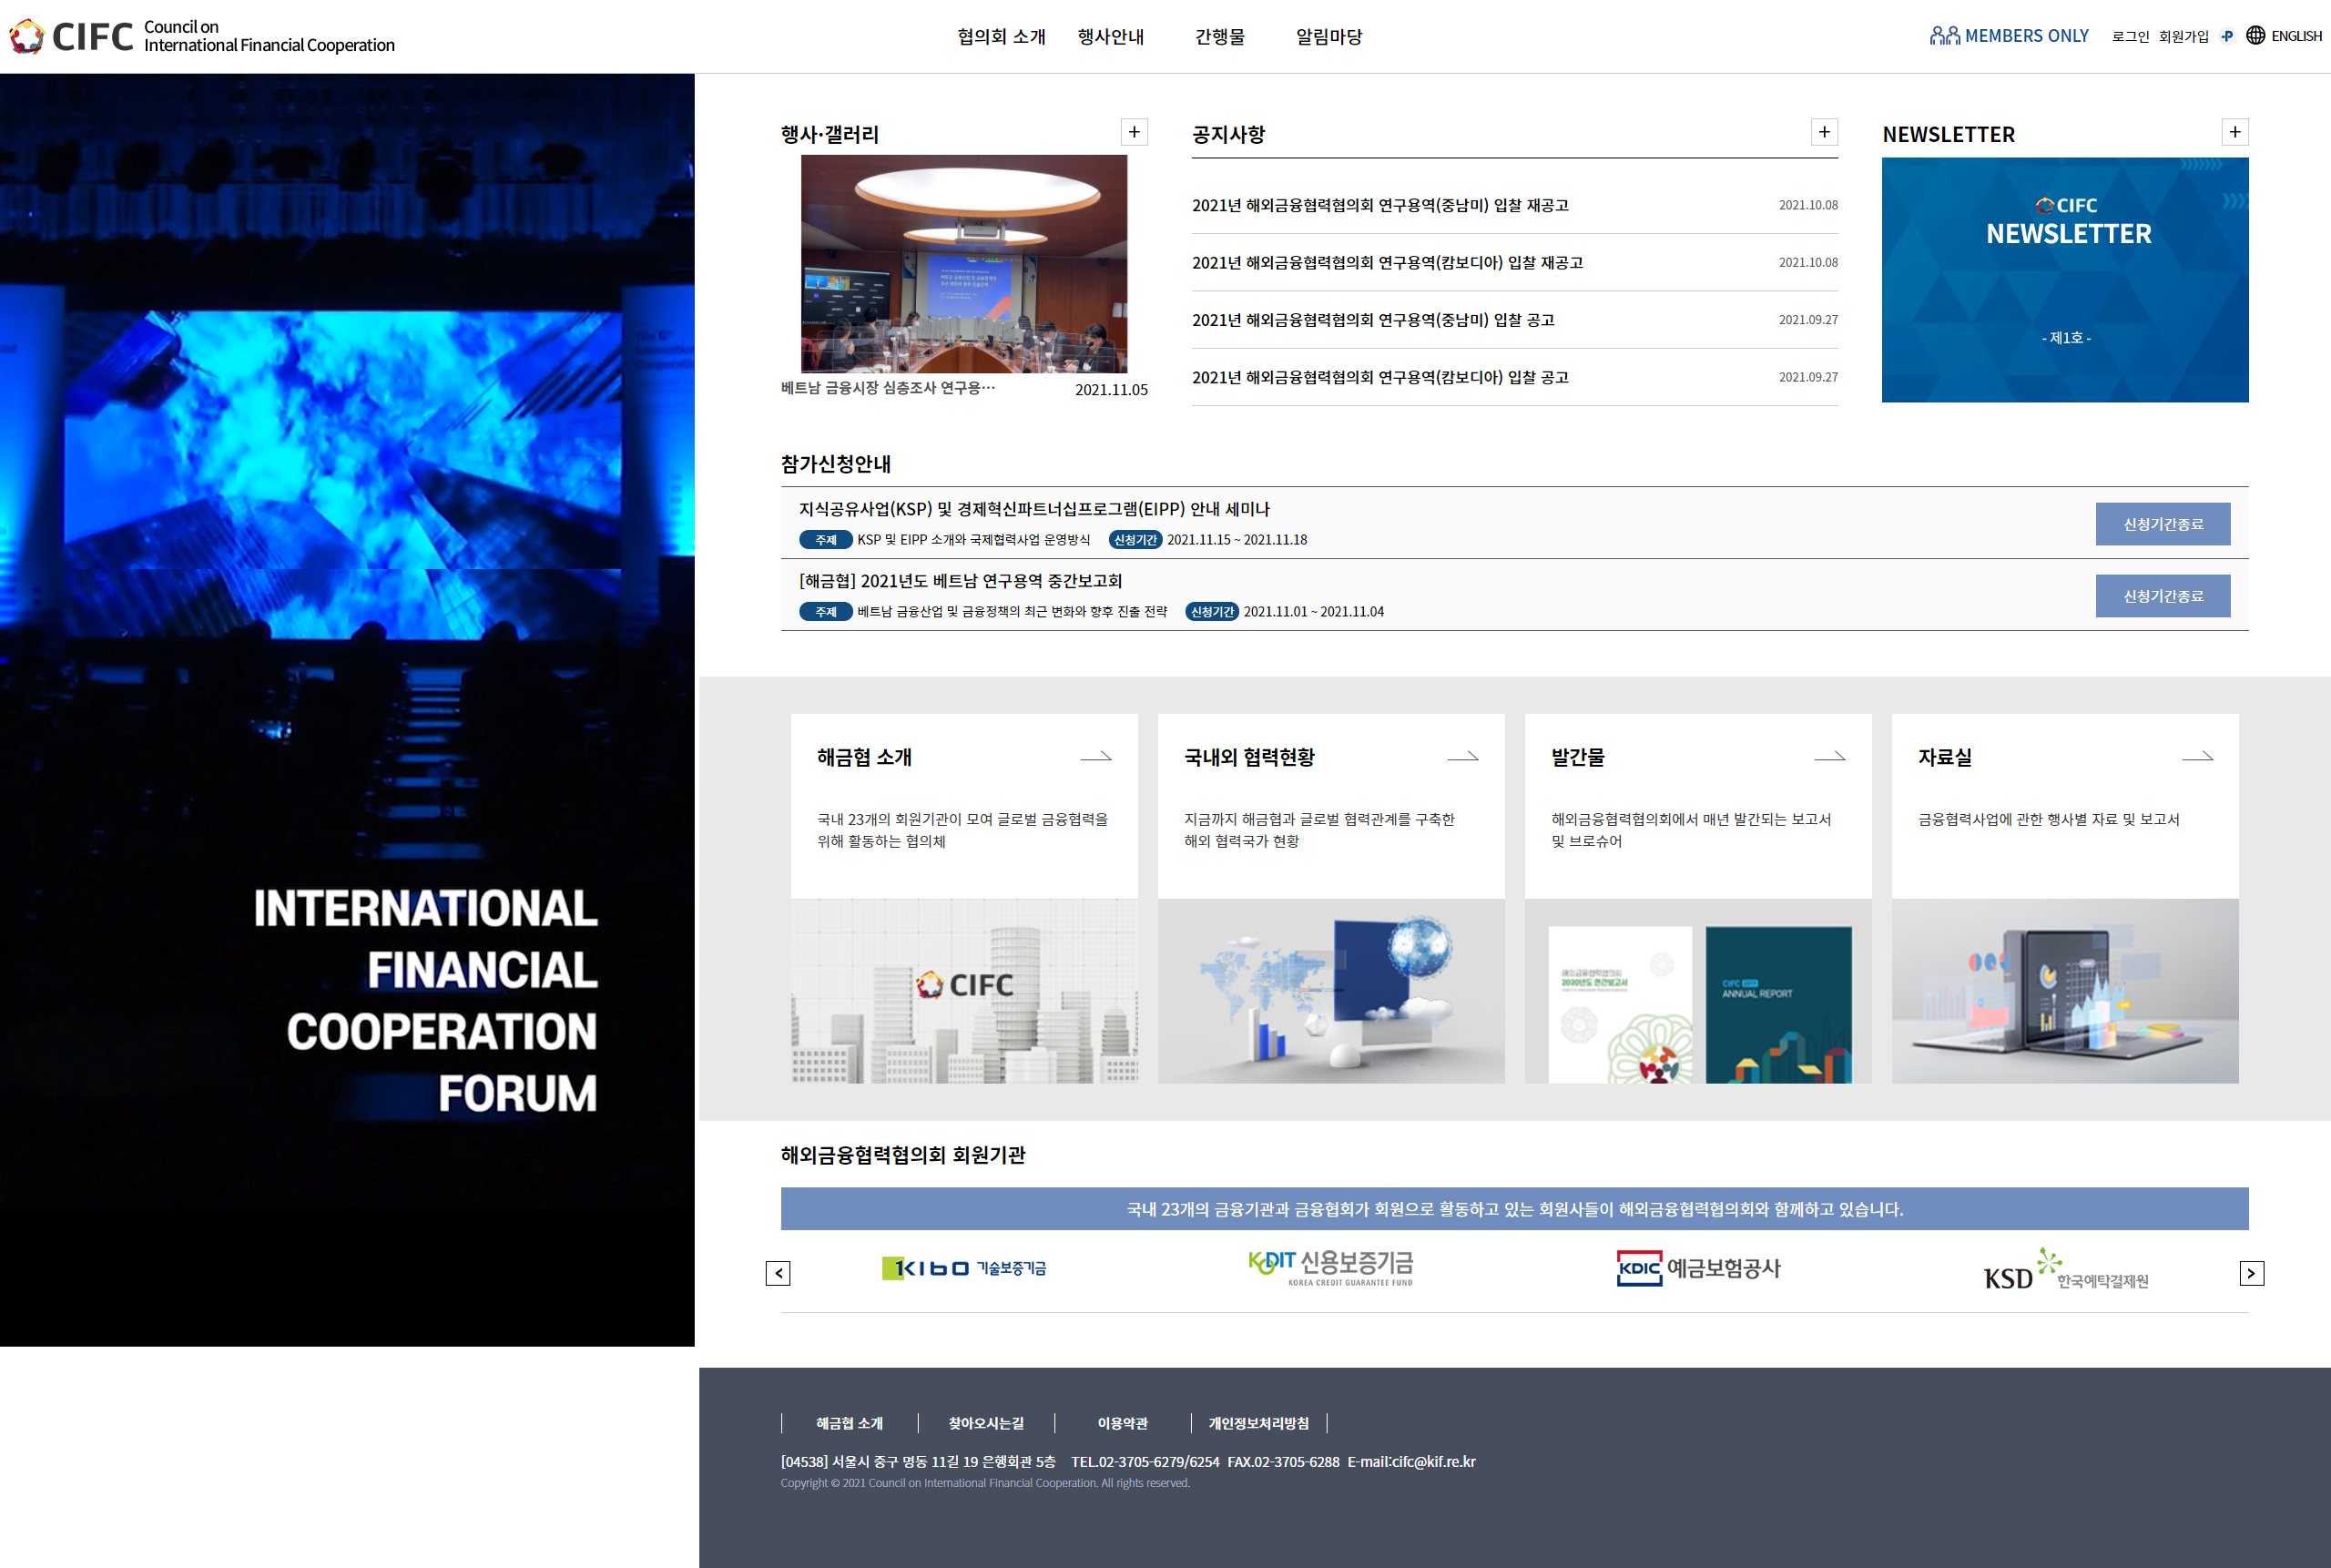 CIFC Council on
International Financial Cooperation
협의회 소개 행사안내 간행물 알림마당
MEMBERS ONLY 로그인 회원가입 P ENGLISH
INTERNATIONAL
FINANCIAL
COOPERATION
FORUM
행사·갤러리 +
베트남 금융시장 심층조사 연구용… 2021.11.05
공지사항 +
2021년 해외금융협력협의회 연구용역(중남미) 입찰 재공고 2021.10.08
2021년 해외금융협력협의회 연구용역(캄보디아) 입찰 재공고 2021.10.08
2021년 해외금융협력협의회 연구용역(중남미) 입찰 공고 2021.09.27
2021년 해외금융협력협의회 연구용역(캄보디아) 입찰 공고 2021.09.27
NEWSLETTER +
CIFC
NEWSLETTER
- 제1호 -
참가신청안내
지식공유사업(KSP) 및 경제혁신파트너십프로그램(EIPP) 안내 세미나
주제 KSP 및 EIPP 소개와 국제협력사업 운영방식 신청기간 2021.11.15 ~ 2021.11.18
신청기간종료
[해금협] 2021년도 베트남 연구용역 중간보고회
주제 베트남 금융산업 및 금융정책의 최근 변화와 향후 진출 전략 신청기간 2021.11.01 ~ 2021.11.04
신청기간종료
해금협 소개
국내 23개의 회원기관이 모여 글로벌 금융협력을
위해 활동하는 협의체
CIFC
국내외 협력현황
지금까지 해금협과 글로벌 협력관계를 구축한
해외 협력국가 현황
발간물
해외금융협력협의회에서 매년 발간되는 보고서
및 브로슈어
해외금융협력협의회
2020년도 연간보고서
CIFC 2019
ANNUAL REPORT
자료실
금융협력사업에 관한 행사별 자료 및 보고서
해외금융협력협의회 회원기관
국내 23개의 금융기관과 금융협회가 회원으로 활동하고 있는 회원사들이 해외금융협력협의회와 함께하고 있습니다.
< KIBO 기술보증기금
KODIT 신용보증기금
KOREA CREDIT GUARANTEE FUND
KDIC 예금보험공사
KSD 한국예탁결제원 >
해금협 소개 찾아오시는길 이용약관 개인정보처리방침
[04538] 서울시 중구 명동 11길 19 은행회관 5층 TEL.02-3705-6279/6254 FAX.02-3705-6288 E-mail:cifc@kif.re.kr
Copyright © 2021 Council on International Financial Cooperation. All rights reserved.